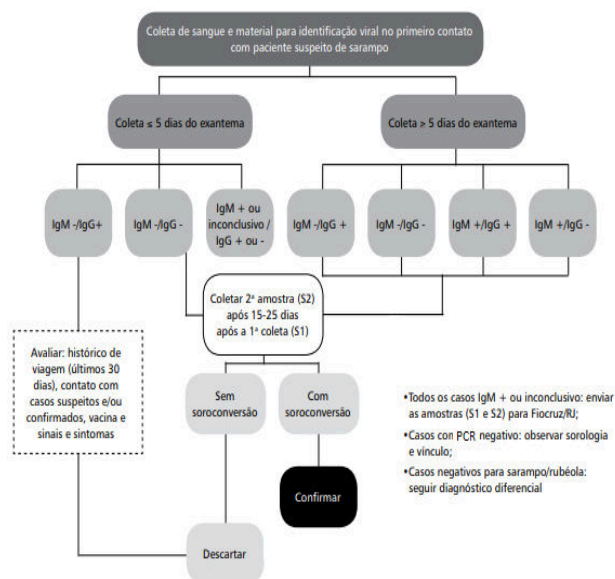 Coleta de sangue e material para identificação viral no primeiro contato
com paciente suspeito de sarampo
Coleta ≤ 5 dias do exantema
Coleta > 5 dias do exantema
IgM -/IgG+
IgM -/IgG -
IgM + ou
inconclusivo /
IgG + ou -
IgM -/IgG +
IgM -/IgG -
IgM +/IgG +
IgM +/IgG -
Coletar 2ª amostra (S2)
após 15-25 dias
após a 1ª coleta (S1)
Avaliar: histórico de
viagem (últimos 30
dias), contato com
casos suspeitos e/ou
confirmados, vacina e
sinais e sintomas
Sem
soroconversão
Com
soroconversão
•Todos os casos IgM + ou inconclusivo: enviar
as amostras (S1 e S2) para Fiocruz/RJ;
•Casos con PCR negativo: observar sorologia
e vínculo;
•Casos negativos para sarampo/rubéola:
seguir diagnóstico diferencial
Confirmar
Descartar